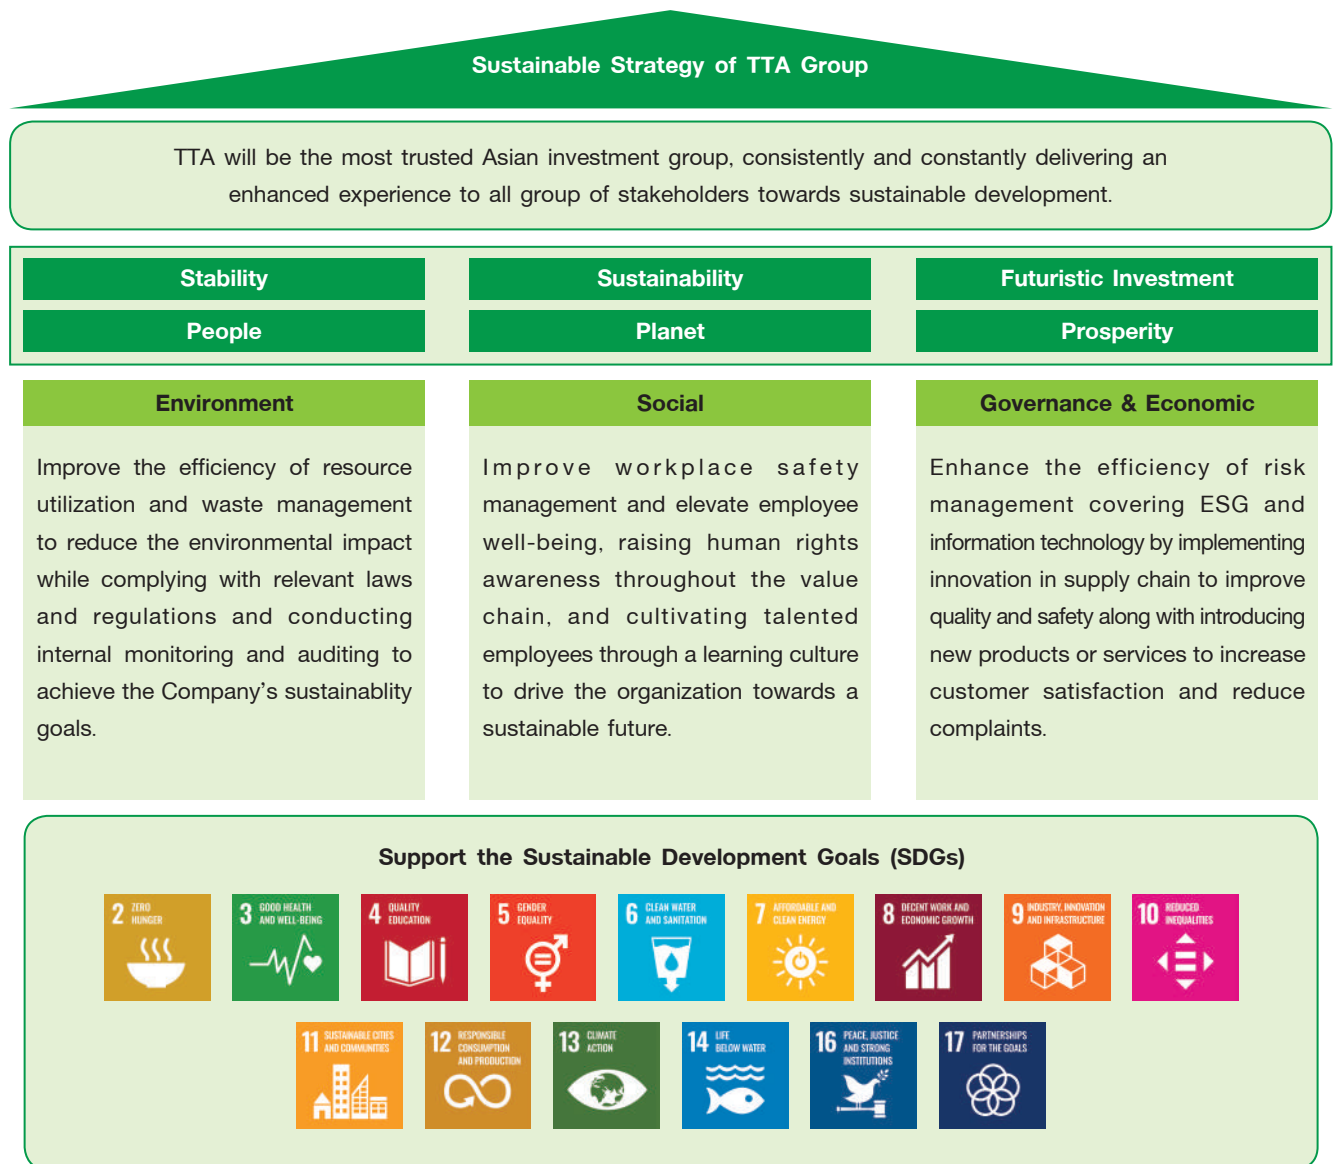 Sustainable Strategy of TTA Group
TTA will be the most trusted Asian investment group, consistently and constantly delivering an
enhanced experience to all group of stakeholders towards sustainable development.
Stability
People
Sustainability
Planet
Futuristic Investment
Prosperity
Environment
Improve the efficiency of resource
utilization and waste management
to reduce the environmental impact
while complying with relevant laws
and regulations and conducting
internal monitoring and auditing to
achieve the Company's sustainablity
goals.
Social
Improve workplace safety
management and elevate employee
well-being, raising human rights
awareness throughout the value
chain, and cultivating talented
employees through a learning culture
to drive the organization towards a
sustainable future.
Governance & Economic
Enhance the efficiency of risk
management covering ESG and
information technology by implementing
innovation in supply chain to improve
quality and safety along with introducing
new products or services to increase
customer satisfaction and reduce
complaints.
Support the Sustainable Development Goals (SDGs)
2 ZERO
HUNGER
3 GOOD HEALTH
AND WELL-BEING
4 QUALITY
EDUCATION
5 GENDER
EQUALITY
6 CLEAN WATER
AND SANITATION
7 AFFORDABLE AND
CLEAN ENERGY
8 DECENT WORK AND
ECONOMIC GROWTH
9 INDUSTRY, INNOVATION
AND INFRASTRUCTURE
10 REDUCED
INEQUALITIES
11 SUSTAINABLE CITIES
AND COMMUNITIES
12 RESPONSIBLE
CONSUMPTION
AND PRODUCTION
13 CLIMATE
ACTION
14 LIFE
BELOW WATER
16 PEACE, JUSTICE
AND STRONG
INSTITUTIONS
17 PARTNERSHIPS
FOR THE GOALS